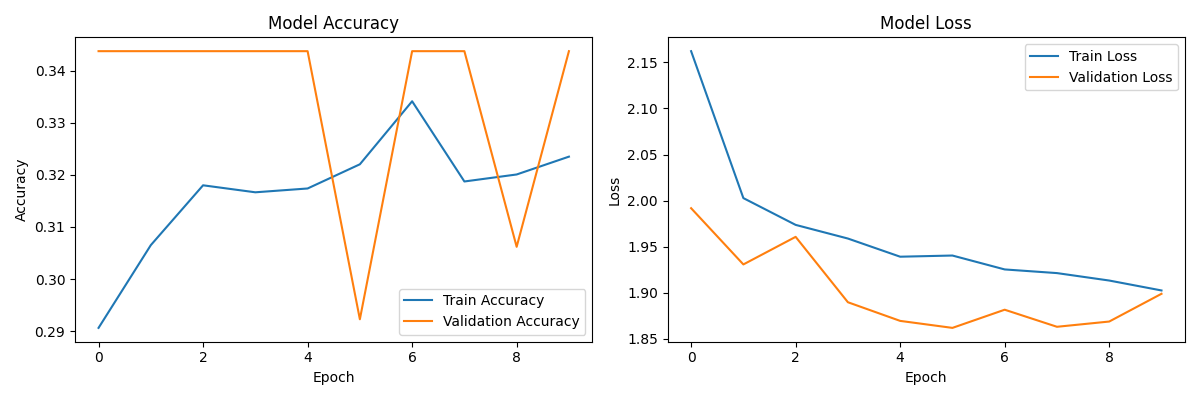 Model Accuracy
Accuracy
0.34
0.33
0.32
0.31
0.30
0.29
0
2
4
6
8
Epoch
Train Accuracy
Validation Accuracy
Model Loss
Loss
2.15
2.10
2.05
2.00
1.95
1.90
1.85
0
2
4
6
8
Epoch
Train Loss
Validation Loss